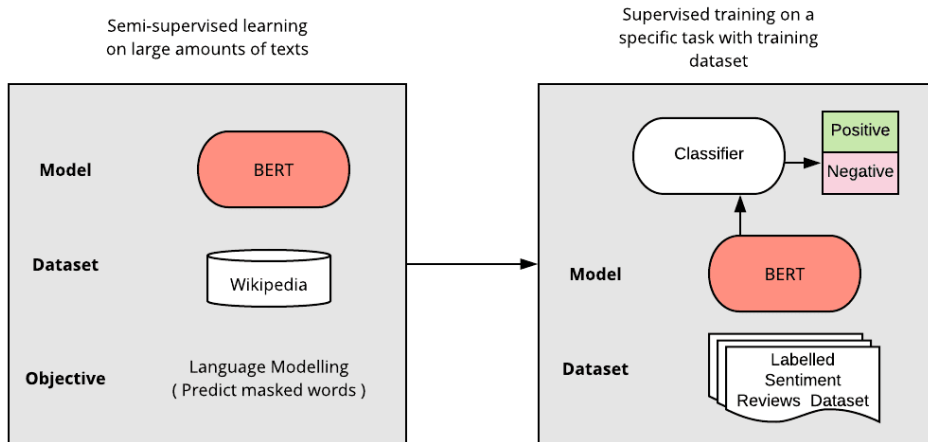 Semi-supervised learning
on large amounts of texts
Model
BERT
Dataset
Wikipedia
Objective
Language Modelling
( Predict masked words )
Supervised training on a
specific task with training
dataset
Classifier
Positive
Negative
Model
BERT
Dataset
Labelled
Sentiment
Reviews Dataset